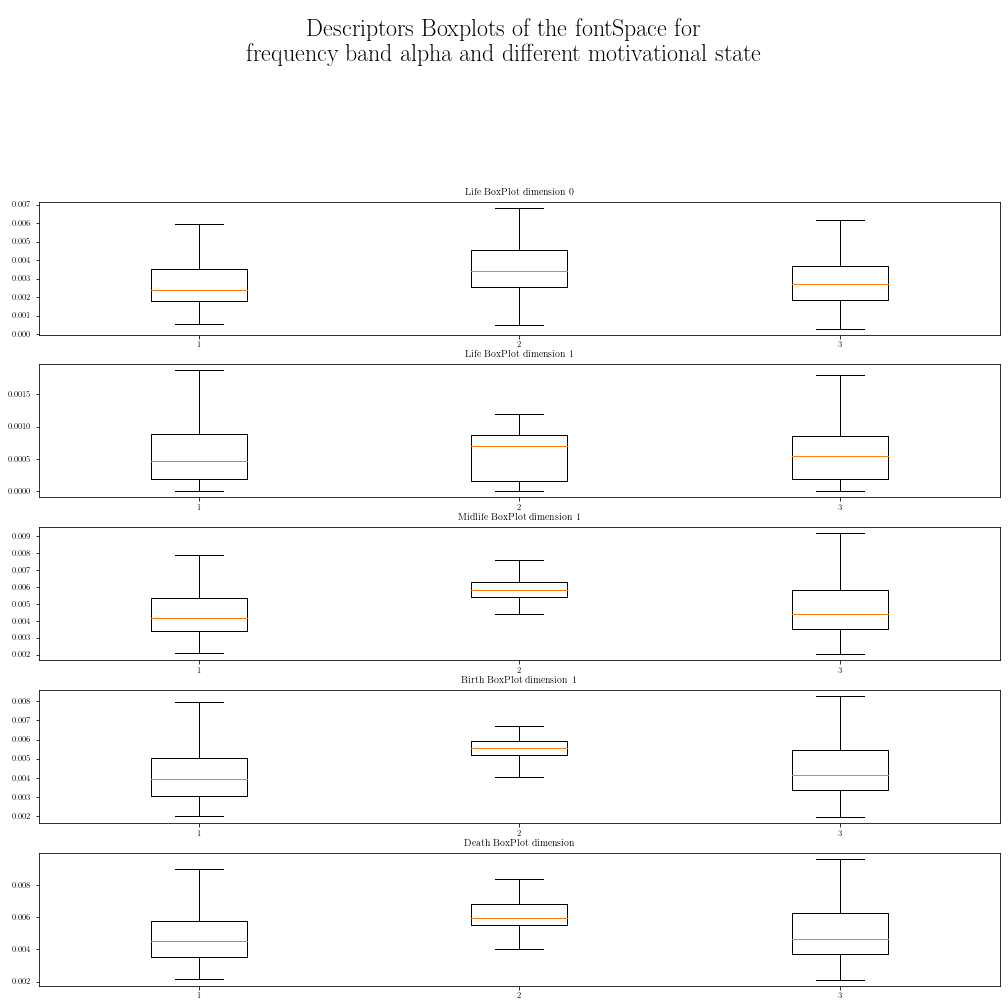 Descriptors Boxplots of the fontSpace for
frequency band alpha and different motivational state
Life BoxPlot dimension 0
0.007
0.006
0.005
0.004
0.003
0.002
0.001
0.000
1 2 3
Life BoxPlot dimension 1
0.0015
0.0010
0.0005
0.0000
1 2 3
Midlife BoxPlot dimension 1
0.009
0.008
0.007
0.006
0.005
0.004
0.003
0.002
1 2 3
Birth BoxPlot dimension 1
0.008
0.007
0.006
0.005
0.004
0.003
0.002
1 2 3
Death BoxPlot dimension
0.008
0.006
0.004
0.002
1 2 3